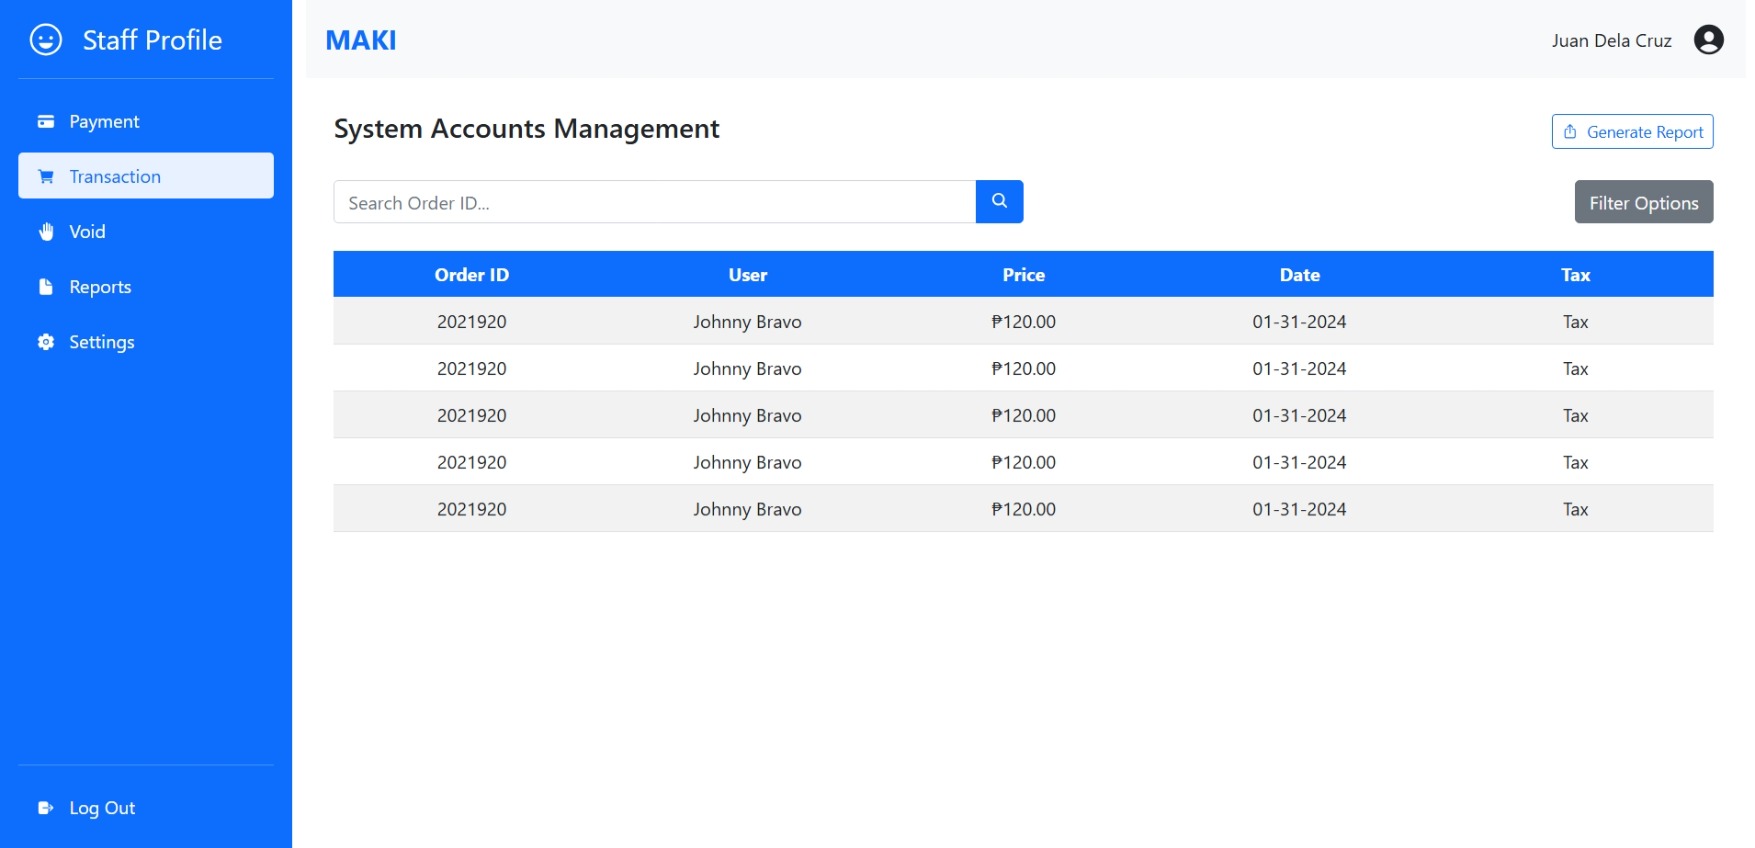 Staff Profile
MAKI
Juan Dela Cruz
Payment
Transaction
Void
Reports
Settings
Log Out
System Accounts Management
Generate Report
Search Order ID...
Filter Options
Order ID User Price Date Tax
2021920 Johnny Bravo ₱120.00 01-31-2024 Tax
2021920 Johnny Bravo ₱120.00 01-31-2024 Tax
2021920 Johnny Bravo ₱120.00 01-31-2024 Tax
2021920 Johnny Bravo ₱120.00 01-31-2024 Tax
2021920 Johnny Bravo ₱120.00 01-31-2024 Tax